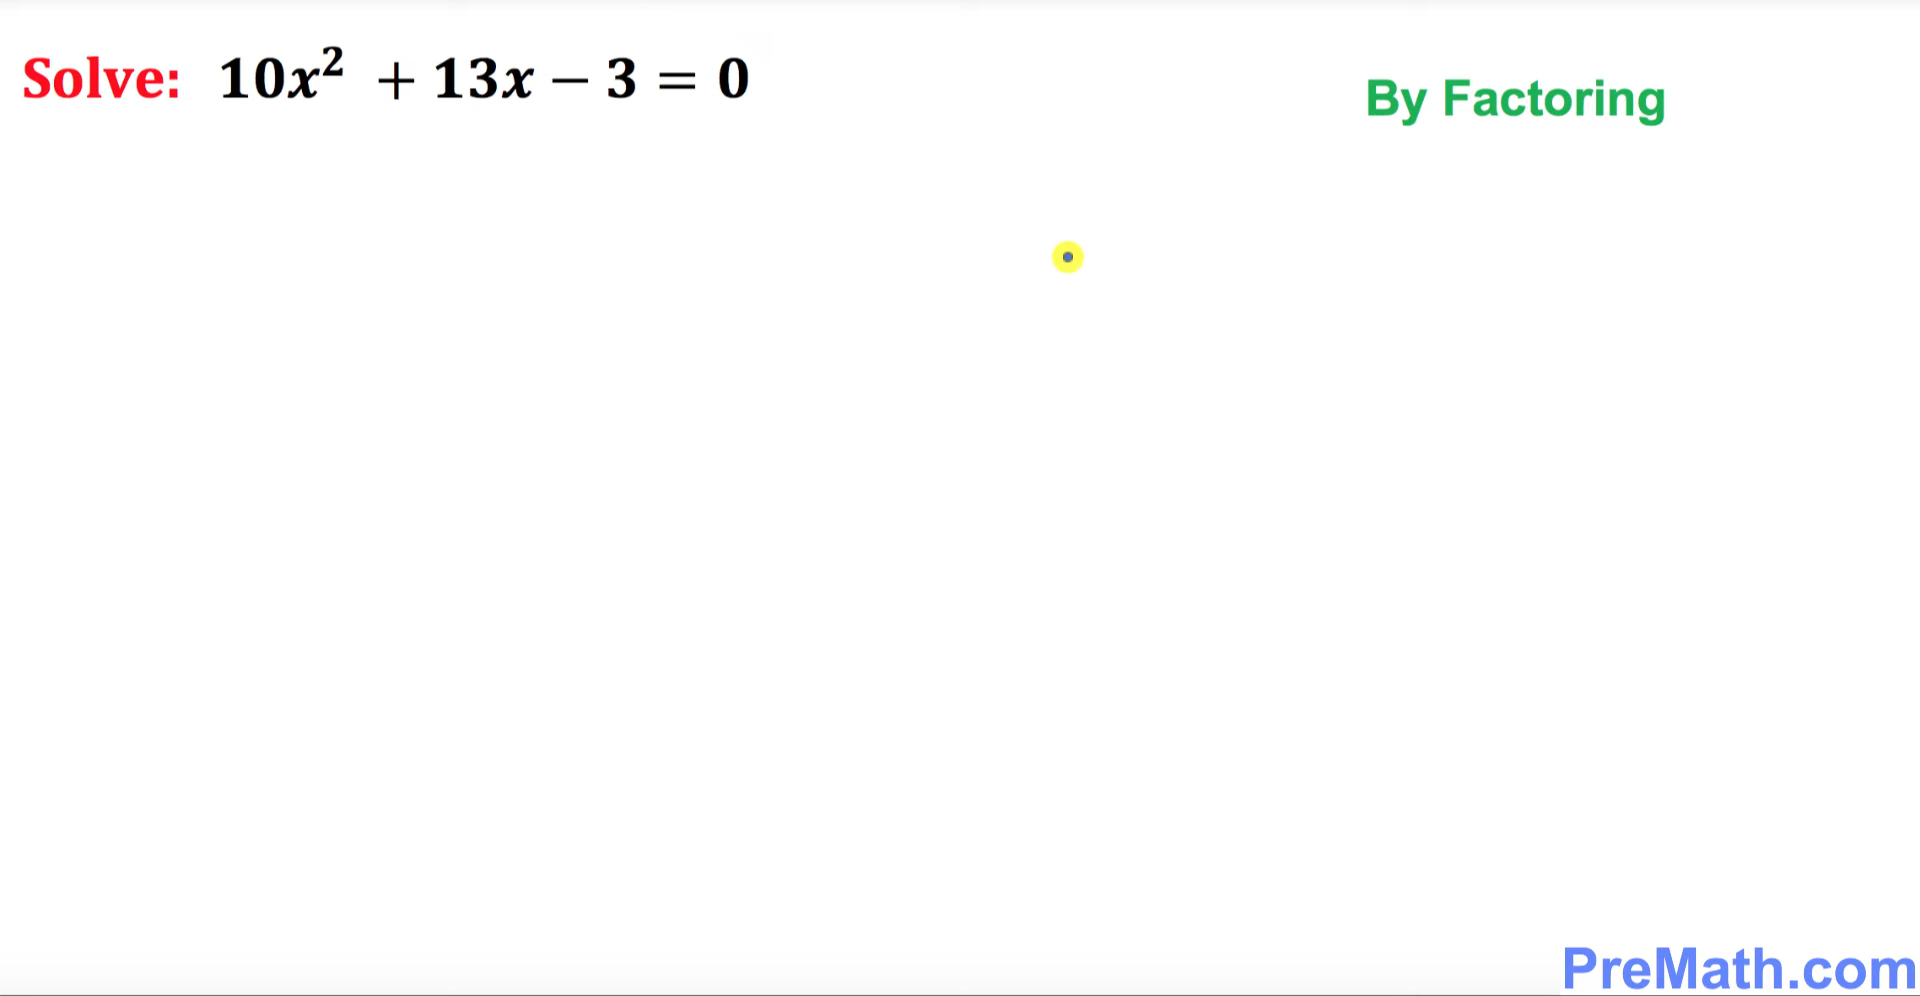 Solve: 10x² + 13x − 3 = 0
By Factoring
PreMath.com